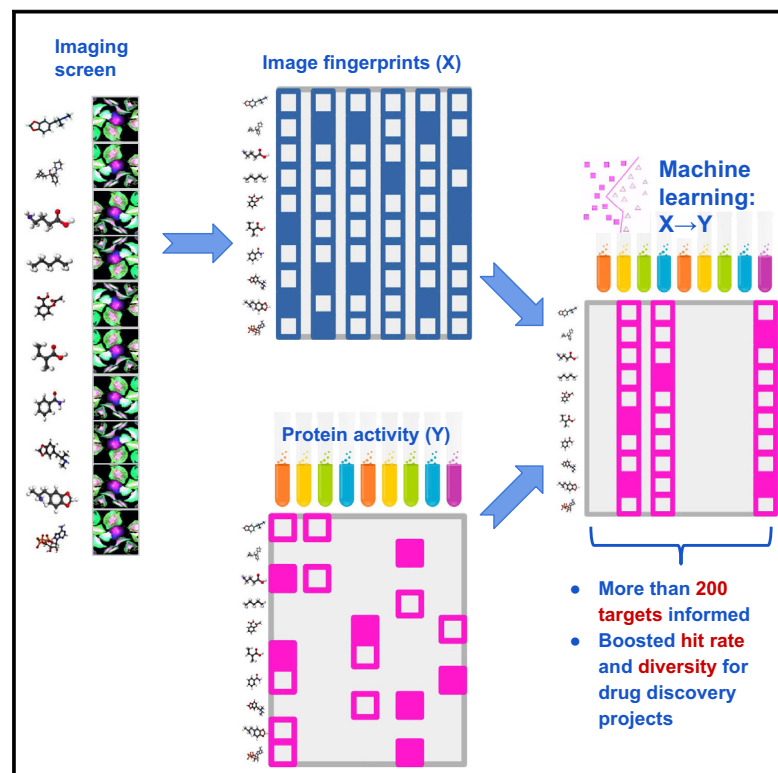 Imaging
screen
Image fingerprints (X)
Machine
learning:
X→Y
Protein activity (Y)
● More than 200
targets informed
● Boosted hit rate
and diversity for
drug discovery
projects